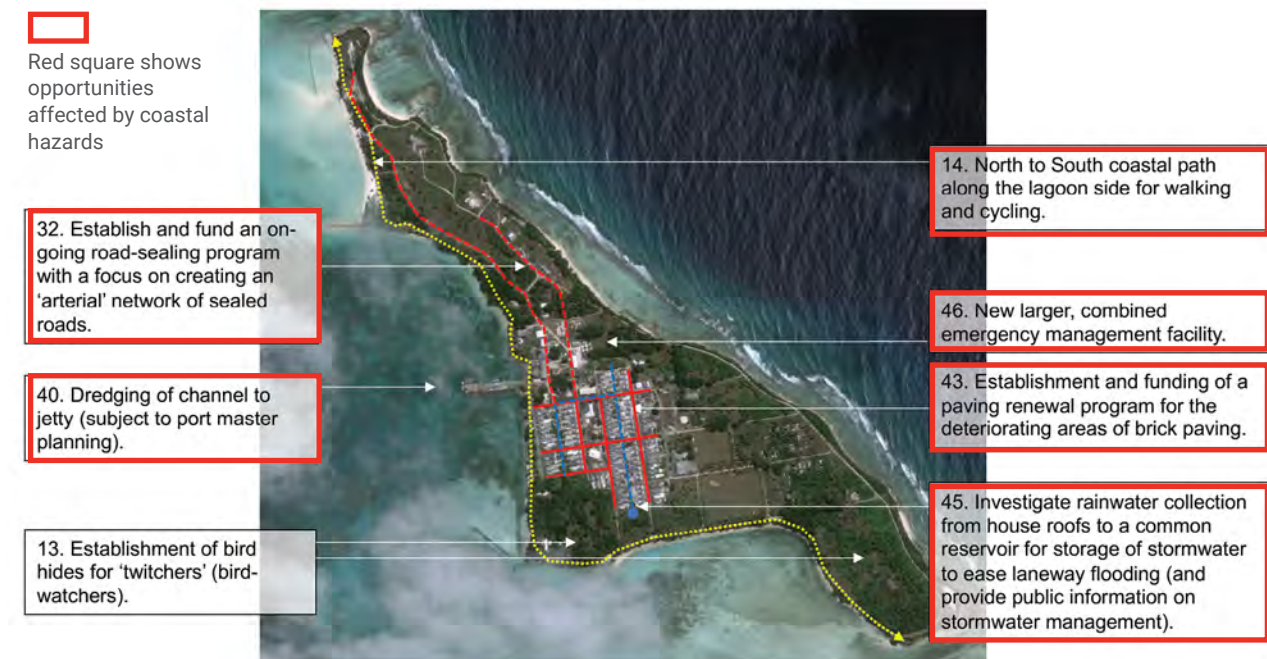 Red square shows
opportunities
affected by coastal
hazards
32. Establish and fund an on-
going road-sealing program
with a focus on creating an
‘arterial’ network of sealed
roads.
40. Dredging of channel to
jetty (subject to port master
planning).
13. Establishment of bird
hides for ‘twitchers’ (bird-
watchers).
14. North to South coastal path
along the lagoon side for walking
and cycling.
46. New larger, combined
emergency management facility.
43. Establishment and funding of a
paving renewal program for the
deteriorating areas of brick paving.
45. Investigate rainwater collection
from house roofs to a common
reservoir for storage of stormwater
to ease laneway flooding (and
provide public information on
stormwater management).